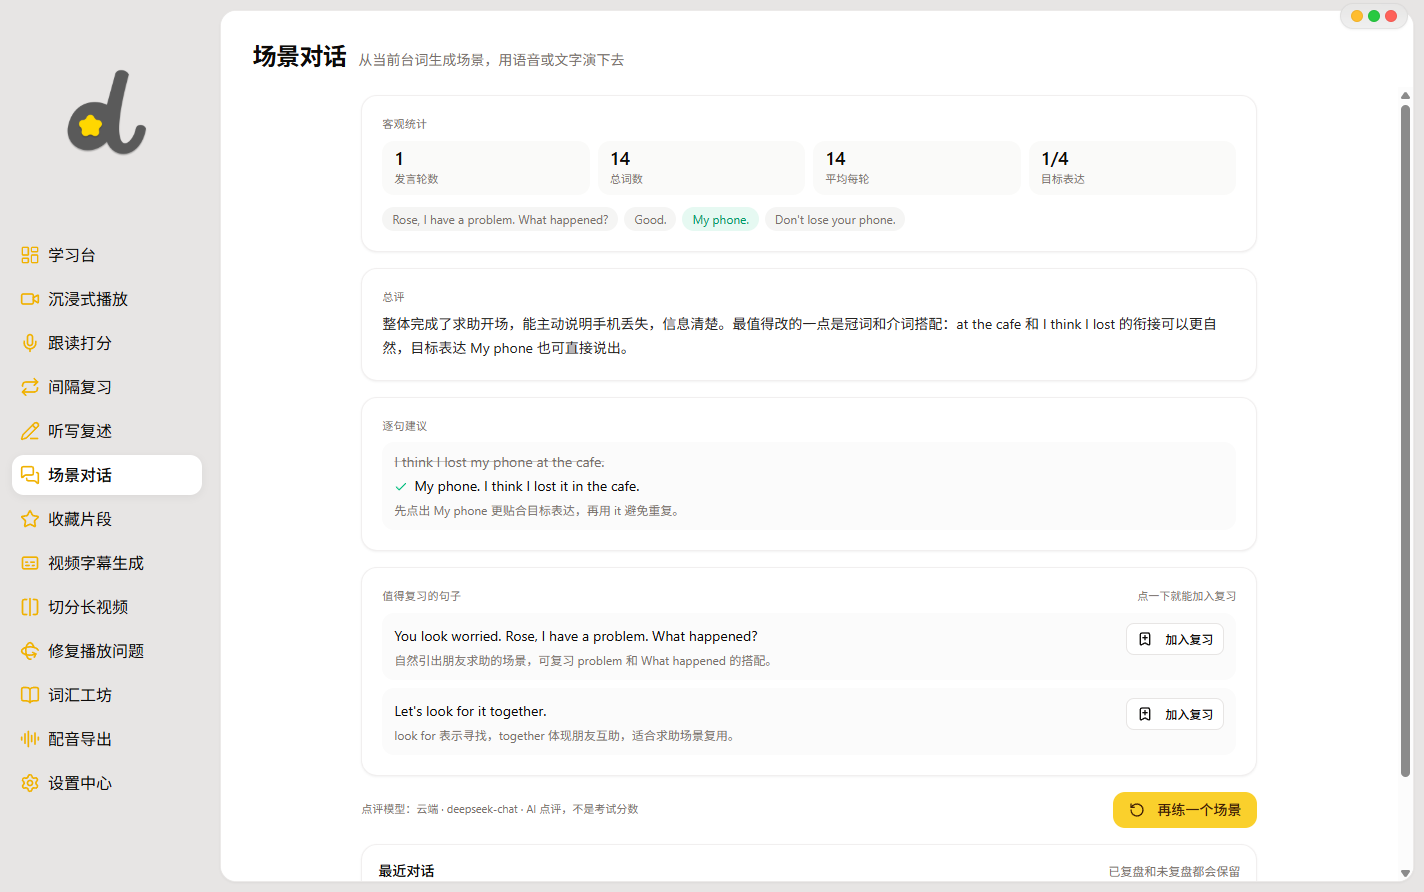 场景对话 从当前台词生成场景，用语音或文字演下去
学习台
沉浸式播放
跟读打分
间隔复习
听写复述
场景对话
收藏片段
视频字幕生成
切分长视频
修复播放问题
词汇工坊
配音导出
设置中心
客观统计
1 14 14 1/4
发言轮数 总词数 平均每轮 目标表达
Rose, I have a problem. What happened? Good. My phone. Don't lose your phone.
总评
整体完成了求助开场，能主动说明手机丢失，信息清楚。最值得改的一点是冠词和介词搭配：at the cafe 和 I think I lost 的衔接可以更自
然，目标表达 My phone 也可直接说出。
逐句建议
I think I lost my phone at the cafe.
My phone. I think I lost it in the cafe.
先点出 My phone 更贴合目标表达，再用 it 避免重复。
值得复习的句子 点一下就能加入复习
You look worried. Rose, I have a problem. What happened?
自然引出朋友求助的场景，可复习 problem 和 What happened 的搭配。
加入复习
Let's look for it together.
look for 表示寻找，together 体现朋友互助，适合求助场景复用。
加入复习
点评模型：云端 · deepseek-chat · AI 点评，不是考试分数
再练一个场景
最近对话 已复盘和未复盘都会保留